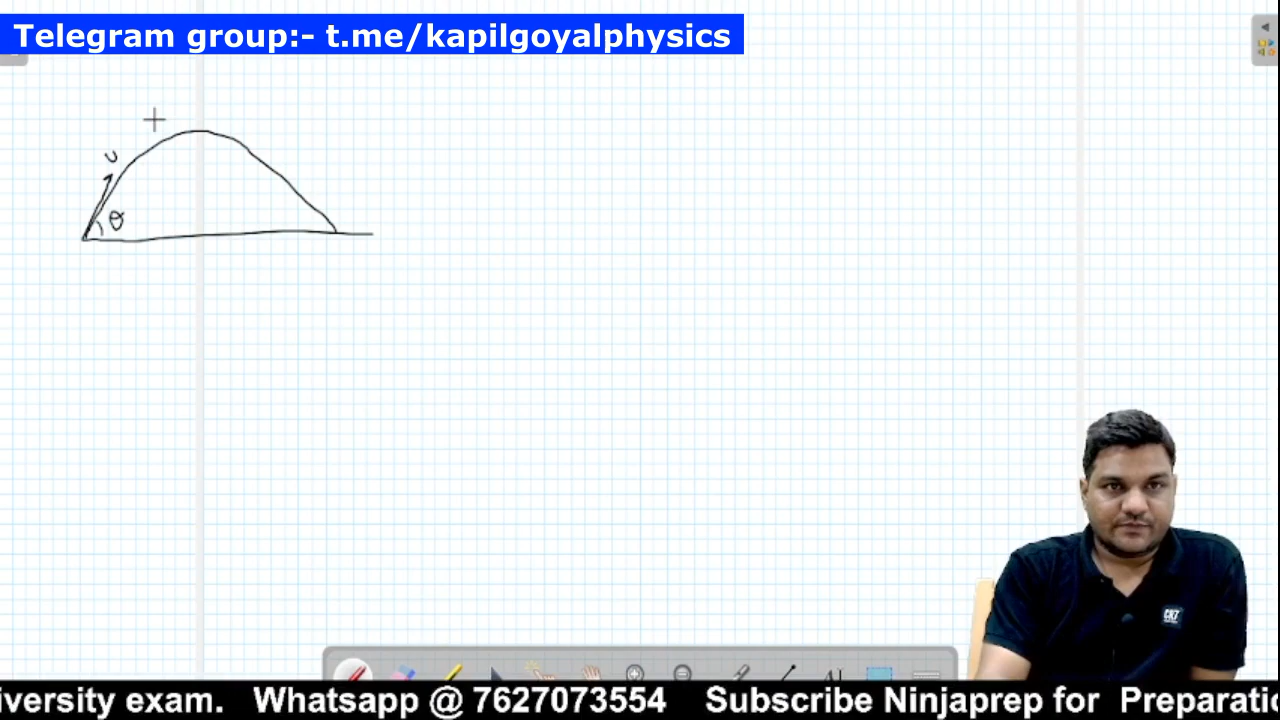 Telegram group:- t.me/kapilgoyalphysics
u
θ
iversity exam. Whatsapp @ 7627073554 Subscribe Ninjaprep for Preparatio